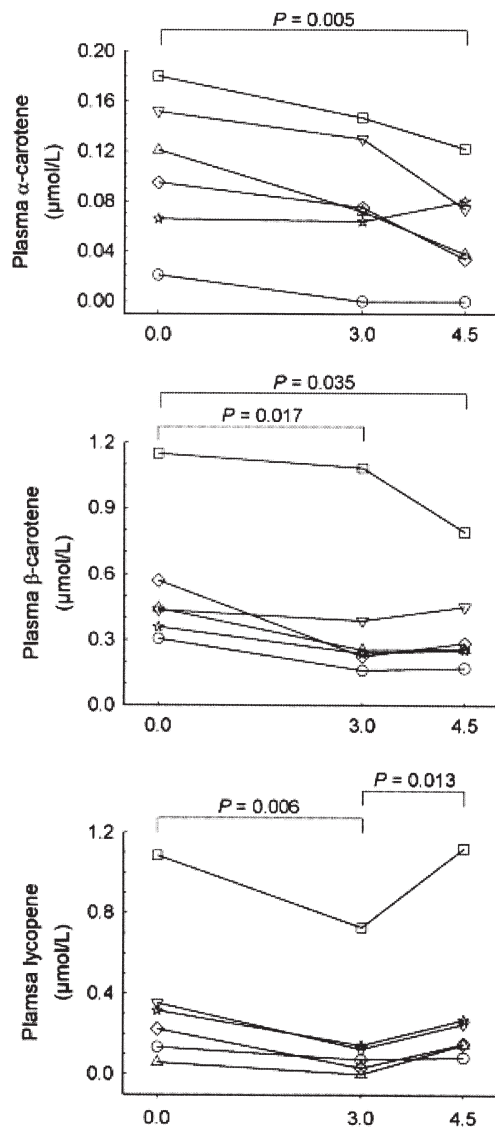 P = 0.005
Plasma α-carotene
(µmol/L)
0.20
0.16
0.12
0.08
0.04
0.00
0.0 3.0 4.5
P = 0.035
P = 0.017
Plasma β-carotene
(µmol/L)
1.2
0.9
0.6
0.3
0.0
0.0 3.0 4.5
P = 0.013
P = 0.006
Plamsa lycopene
(µmol/L)
1.2
0.8
0.4
0.0
0.0 3.0 4.5